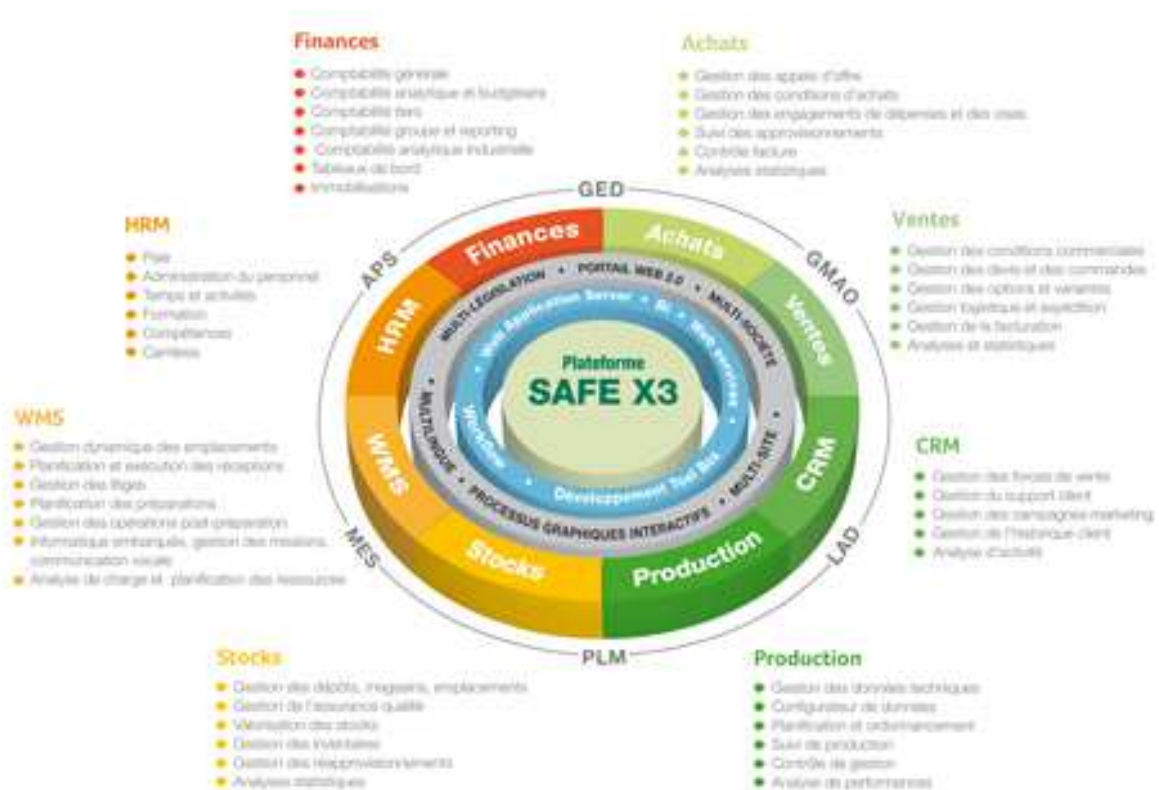 Finances
Comptabilité générale
Comptabilité analytique et budgétaire
Comptabilité tiers
Comptabilité groupe et reporting
Comptabilité analytique industrielle
Tableaux de bord
Immobilisations
Achats
Gestion des appels d'offre
Gestion des conditions d'achats
Gestion des engagements de dépenses et des visas
Suivi des approvisionnements
Contrôle facture
Analyses statistiques
HRM
Paie
Administration du personnel
Temps et activités
Formation
Compétences
Carrières
Ventes
Gestion des conditions commerciales
Gestion des devis et des commandes
Gestion des options et variantes
Gestion logistique et expédition
Gestion de la facturation
Analyses et statistiques
WMS
Gestion dynamique des emplacements
Planification et exécution des réceptions
Gestion des litiges
Planification des préparations
Gestion des opérations post-préparation
Informatique embarquée, gestion des missions,
communication vocale
Analyse de charge et planification des ressources
CRM
Gestion des forces de vente
Gestion du support client
Gestion des campagnes marketing
Gestion de l'historique client
Analyse d'activité
GED
GMAO
LAD
PLM
MES
APS
Finances
Achats
Ventes
CRM
Production
Stocks
WMS
HRM
MULTI-LÉGISLATION • PORTAIL WEB 2.0 • MULTI-SOCIÉTÉ
MULTILINGUE • PROCESSUS GRAPHIQUES INTERACTIFS • MULTI-SITE •
Web Application Server • BI • Web services •
Workflow • Développement Tool Box
Plateforme
SAFE X3
Stocks
Gestion des dépôts, magasins, emplacements
Gestion de l'assurance qualité
Valorisation des stocks
Gestion des inventaires
Gestion des réapprovisionnements
Analyses statistiques
Production
Gestion des données techniques
Configurateur de données
Planification et ordonnancement
Suivi de production
Contrôle de gestion
Analyse de performances